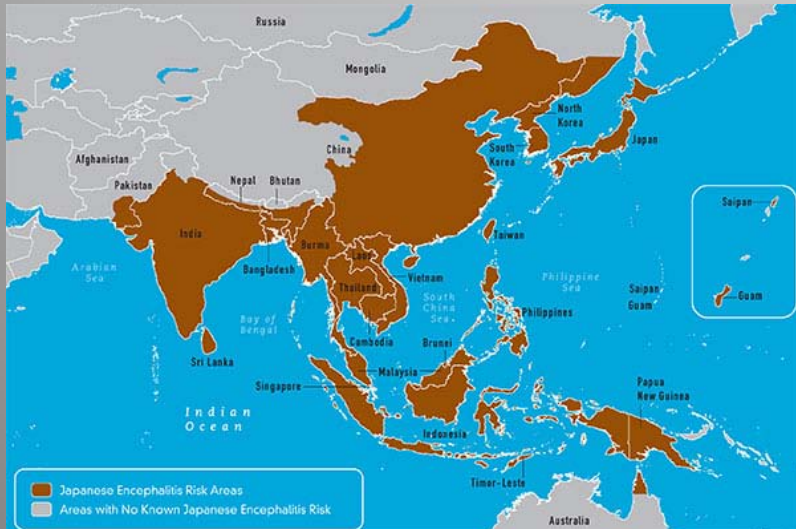 Russia
Mongolia
North
Korea
South
Korea
Japan
China
Afghanistan
Pakistan
Nepal
Bhutan
India
Burma
Bangladesh
Laos
Thailand
Vietnam
Cambodia
Taiwan
Arabian
Sea
Bay of
Bengal
South
China
Sea
Philippine
Sea
Philippines
Saipan
Guam
Saipan
Guam
Sri Lanka
Brunei
Malaysia
Singapore
Indonesia
Papua
New Guinea
Indian
Ocean
Timor-Leste
Australia
Japanese Encephalitis Risk Areas
Areas with No Known Japanese Encephalitis Risk